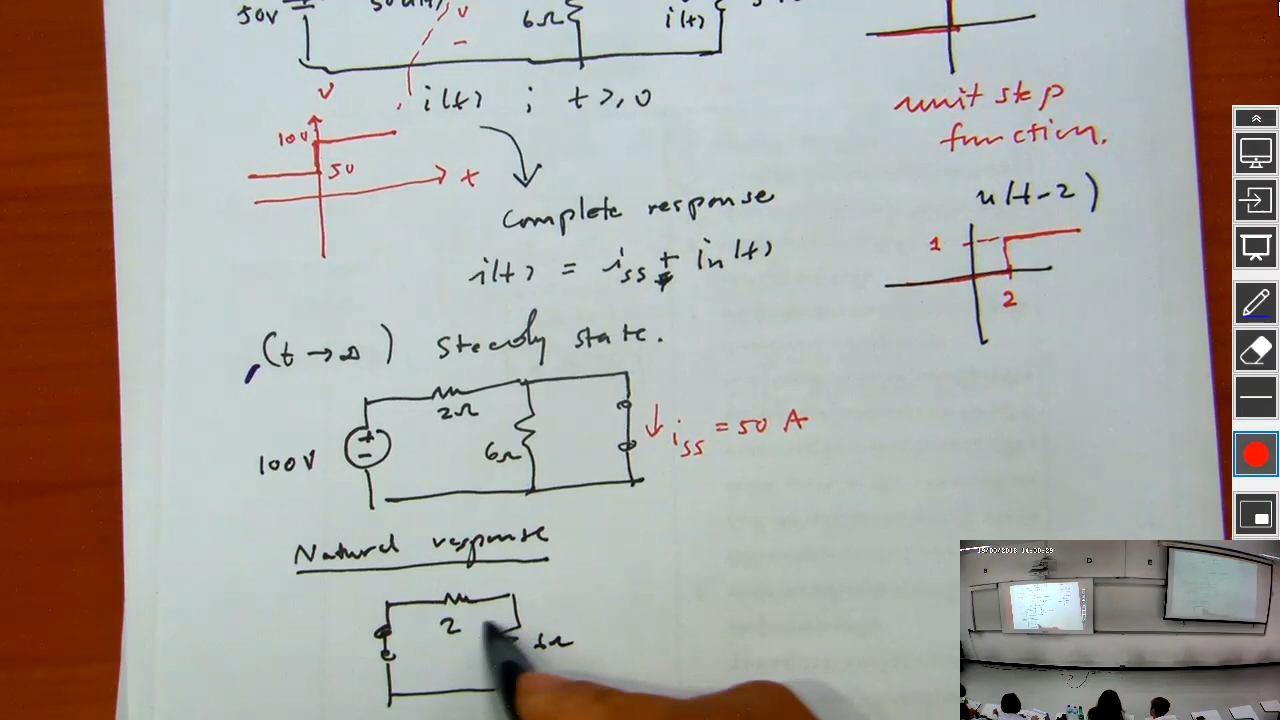 50V
6Ω
i(t)
V
-
i(t) ; t ≥ 0
unit step
function.
100
50
t
u(t-2)
1
2
Complete response
i(t) = iss + in(t)
(t → ∞) Steady state.
2Ω
6Ω
100V
+
-
iss = 50 A
Natural response
2
6Ω